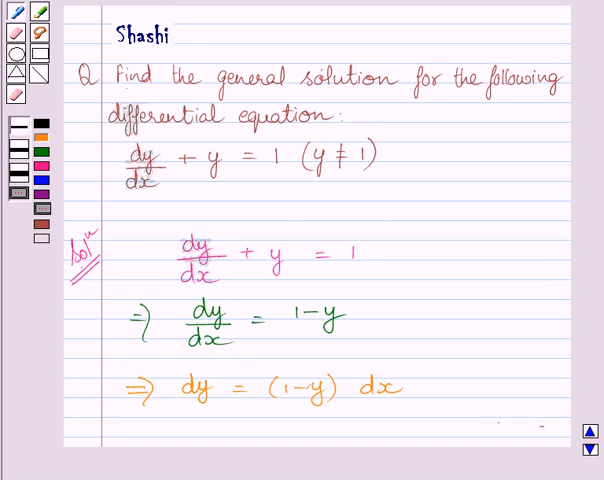 Shashi
Q Find the general solution for the following
differential equation:
dy/dx + y = 1 (y ≠ 1)
Solⁿ
dy/dx + y = 1
⇒) dy/dx = 1-y
⇒) dy = (1-y) dx